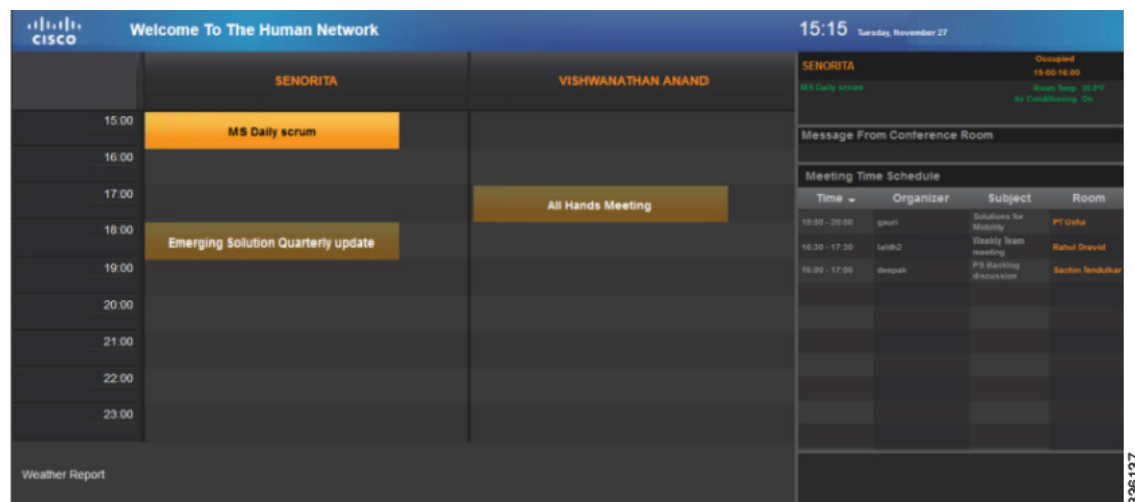 CISCO
Welcome To The Human Network
15:15 Tuesday, November 27
SENORITA
VISHWANATHAN ANAND
15:00
MS Daily scrum
16:00
17:00
All Hands Meeting
18:00
Emerging Solution Quarterly update
19:00
20:00
21:00
22:00
23:00
Weather Report
SENORITA
Occupied
15:00-16:00
MS Daily scrum
Room Temp
Air Conditioning On
Message From Conference Room
Meeting Time Schedule
Time Organizer Subject Room
19:00 - 20:00 gauri Solutions for Mobility PT Usha
16:30 - 17:30 lalith2 Weekly Team meeting Rahul Dravid
16:00 - 17:00 deepak PS Backlog discussion Sachin Tendulkar